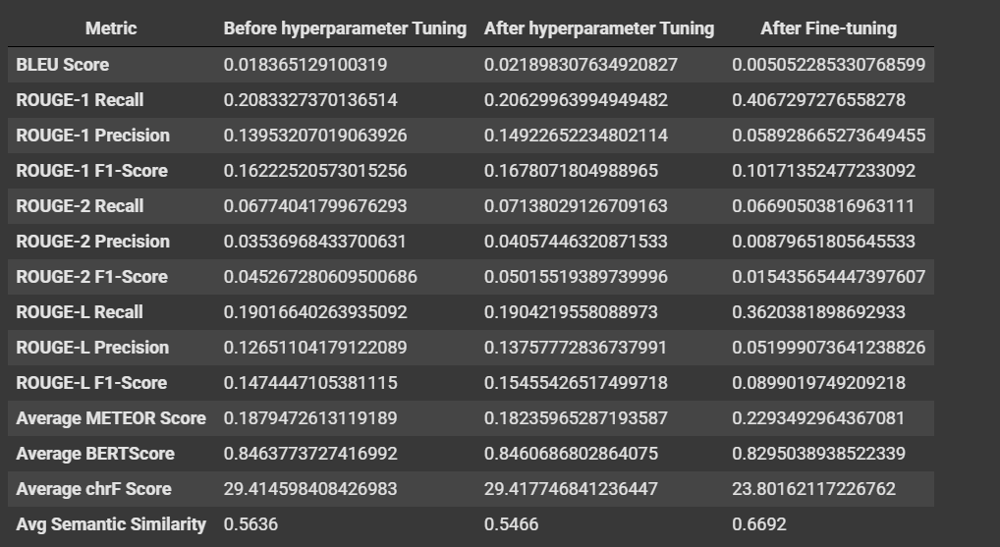 Metric Before hyperparameter Tuning After hyperparameter Tuning After Fine-tuning
BLEU Score 0.018365129100319 0.021898307634920827 0.005052285330768599
ROUGE-1 Recall 0.2083327370136514 0.20629963994949482 0.4067297276558278
ROUGE-1 Precision 0.13953207019063926 0.14922652234802114 0.058928665273649455
ROUGE-1 F1-Score 0.16222520573015256 0.1678071804988965 0.10171352477233092
ROUGE-2 Recall 0.06774041799676293 0.07138029126709163 0.06690503816963111
ROUGE-2 Precision 0.03536968433700631 0.04057446320871533 0.00879651805645533
ROUGE-2 F1-Score 0.045267280609500686 0.05015519389739996 0.015435654447397607
ROUGE-L Recall 0.19016640263935092 0.1904219558088973 0.3620381898692933
ROUGE-L Precision 0.12651104179122089 0.13757772836737991 0.051999073641238826
ROUGE-L F1-Score 0.1474447105381115 0.15455426517499718 0.0899019749209218
Average METEOR Score 0.1879472613119189 0.18235965287193587 0.2293492964367081
Average BERTScore 0.8463773727416992 0.8460686802864075 0.8295038938522339
Average chrF Score 29.414598408426983 29.417746841236447 23.80162117226762
Avg Semantic Similarity 0.5636 0.5466 0.6692